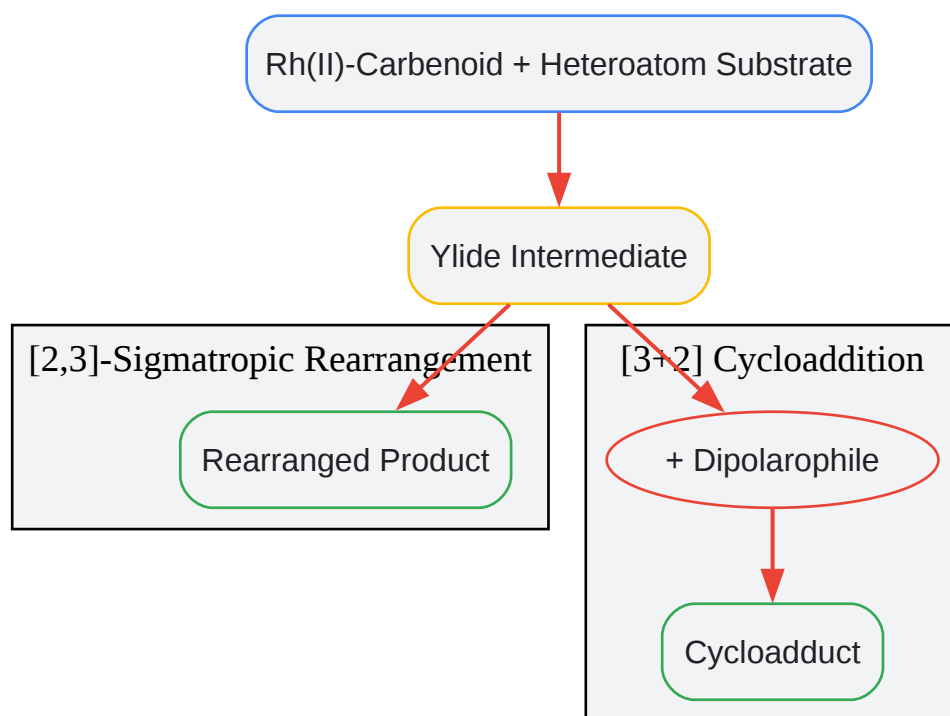 Rh(II)-Carbenoid + Heteroatom Substrate
Ylide Intermediate
[2,3]-Sigmatropic Rearrangement
[3+2] Cycloaddition
Rearranged Product
+ Dipolarophile
Cycloadduct